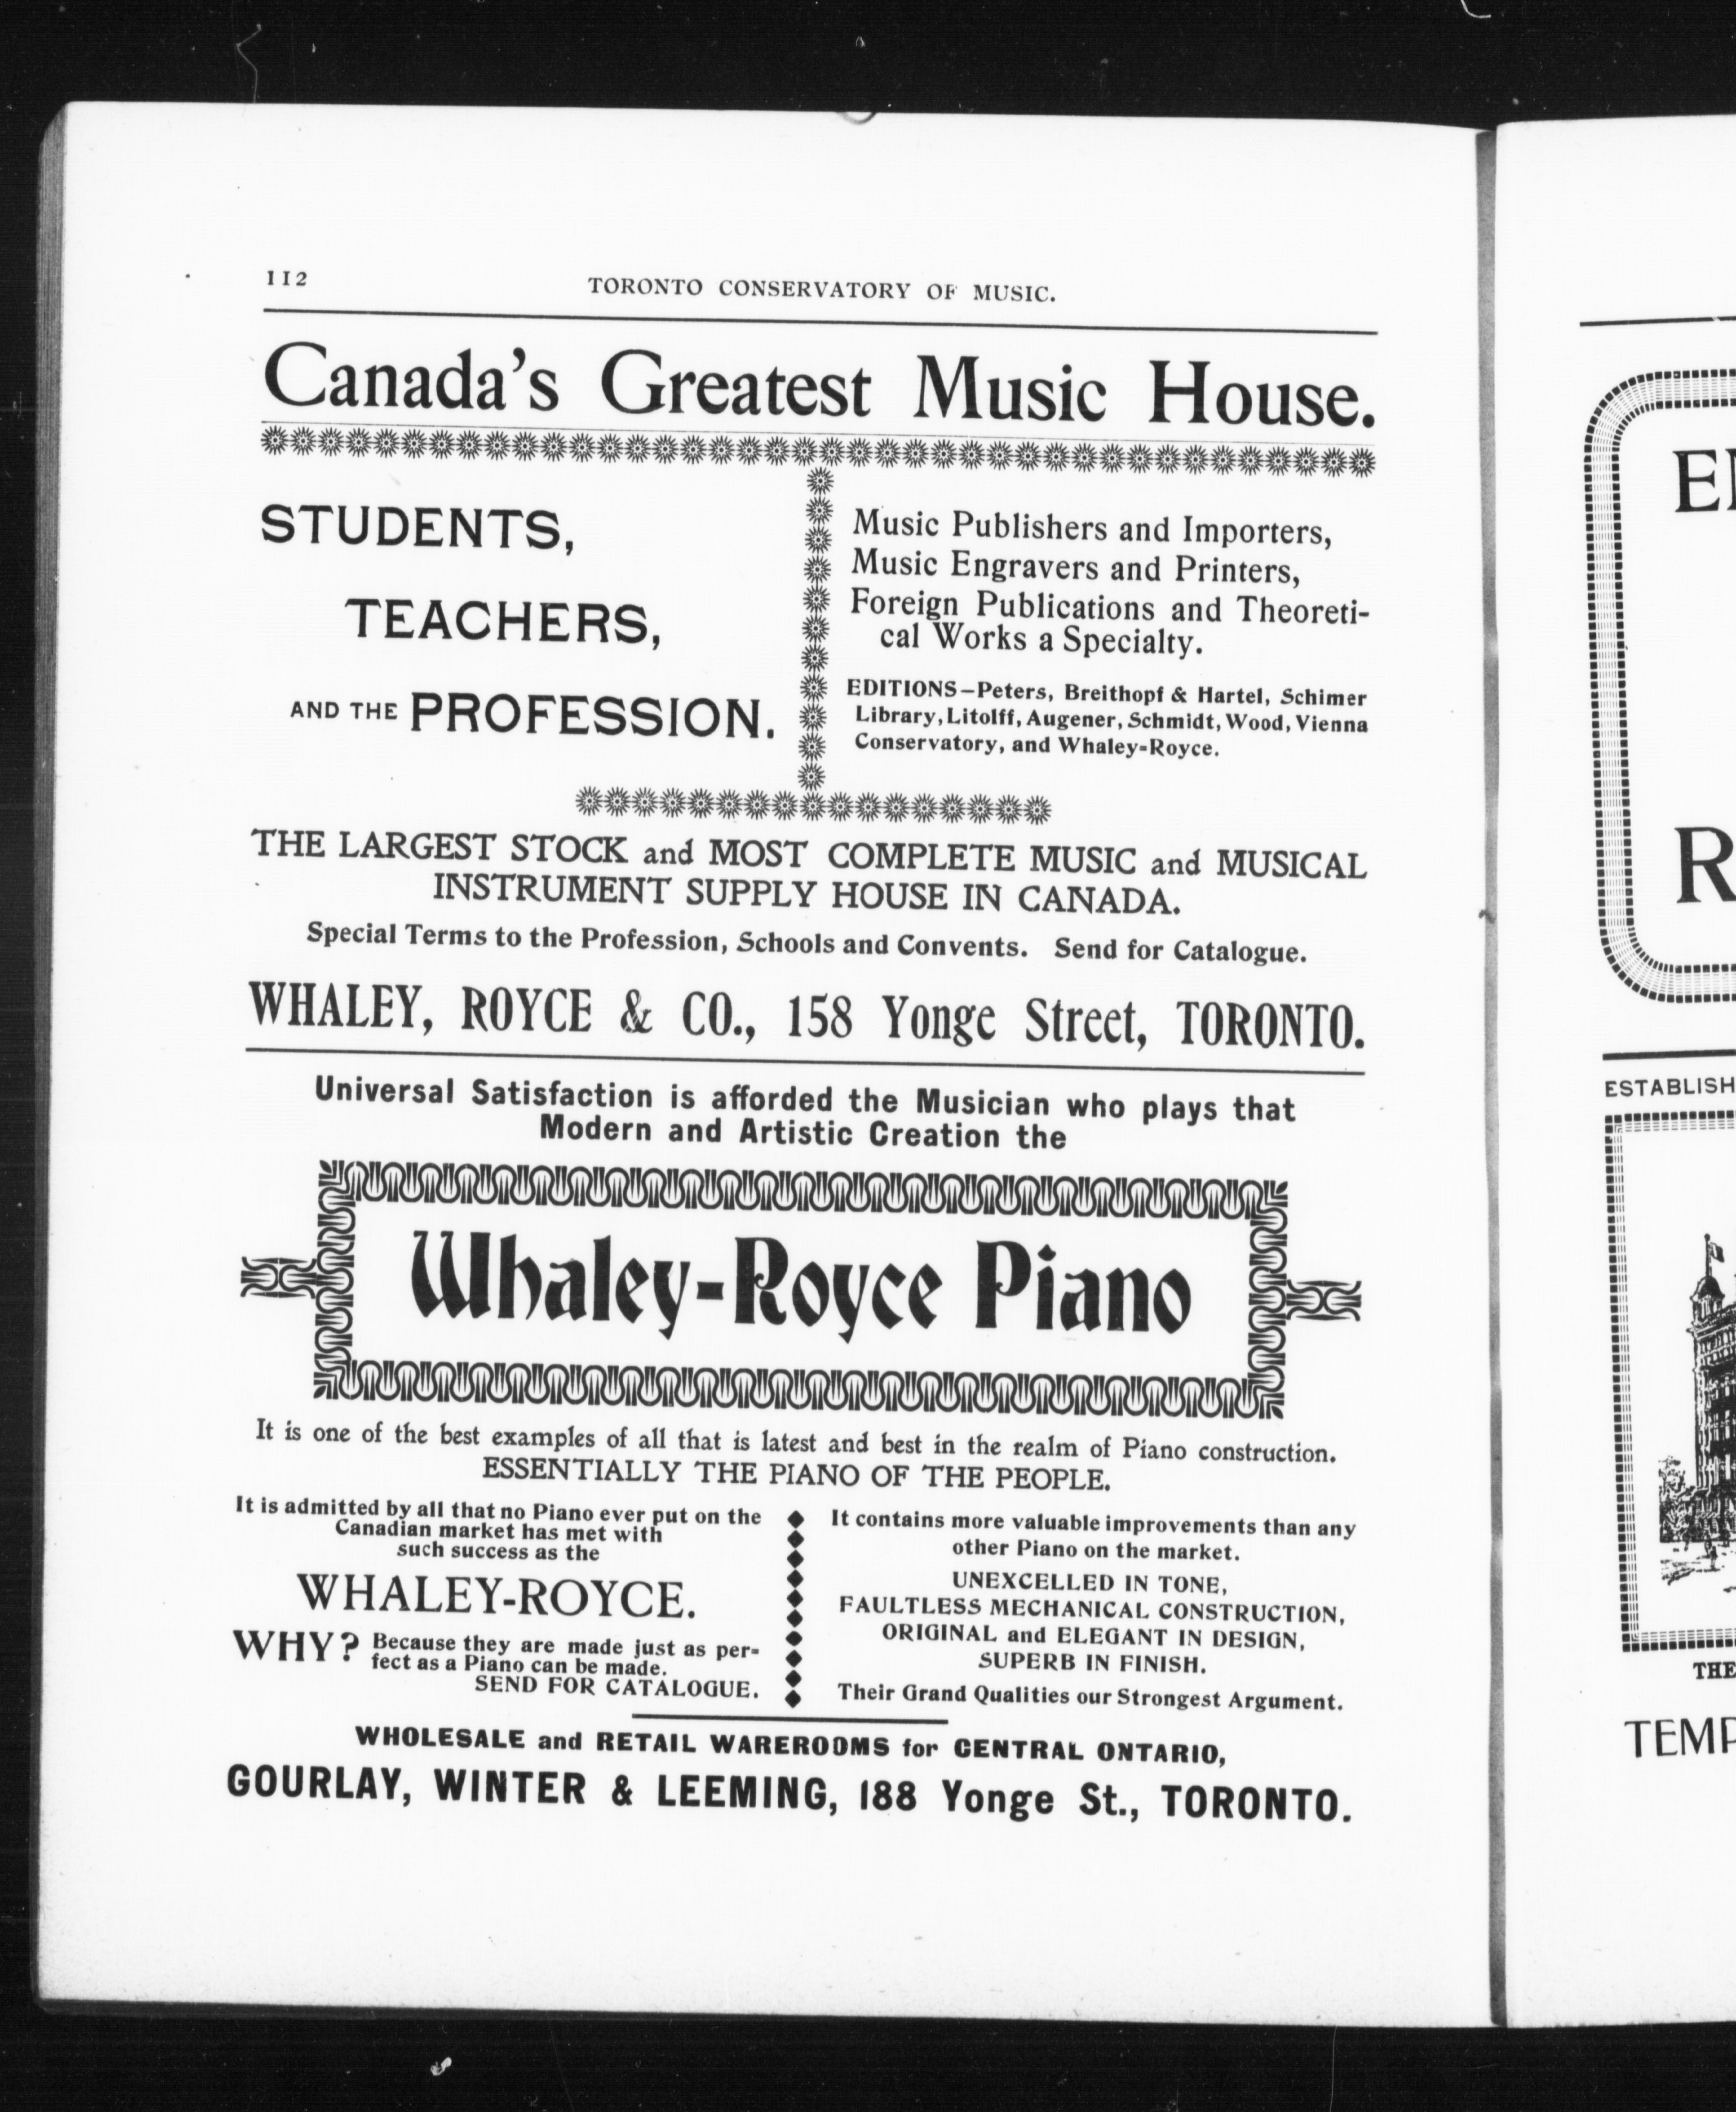 112
TORONTO CONSERVATORY OF MUSIC.
Canada's Greatest Music House.
STUDENTS,
TEACHERS,
AND THE PROFESSION.
Music Publishers and Importers,
Music Engravers and Printers,
Foreign Publications and Theoreti-
cal Works a Specialty.
EDITIONS—Peters, Breithopf & Hartel, Schimer
Library, Litolff, Augener, Schmidt, Wood, Vienna
Conservatory, and Whaley-Royce.
THE LARGEST STOCK and MOST COMPLETE MUSIC and MUSICAL
INSTRUMENT SUPPLY HOUSE IN CANADA.
Special Terms to the Profession, Schools and Convents. Send for Catalogue.
WHALEY, ROYCE & CO., 158 Yonge Street, TORONTO.
Universal Satisfaction is afforded the Musician who plays that
Modern and Artistic Creation the
Whaley-Royce Piano
It is one of the best examples of all that is latest and best in the realm of Piano construction.
ESSENTIALLY THE PIANO OF THE PEOPLE.
It is admitted by all that no Piano ever put on the
Canadian market has met with
such success as the
WHALEY-ROYCE.
WHY? Because they are made just as per-
fect as a Piano can be made.
SEND FOR CATALOGUE.
It contains more valuable improvements than any
other Piano on the market.
UNEXCELLED IN TONE,
FAULTLESS MECHANICAL CONSTRUCTION,
ORIGINAL and ELEGANT IN DESIGN,
SUPERB IN FINISH.
Their Grand Qualities our Strongest Argument.
WHOLESALE and RETAIL WAREROOMS for CENTRAL ONTARIO,
GOURLAY, WINTER & LEEMING, 188 Yonge St., TORONTO.
THE